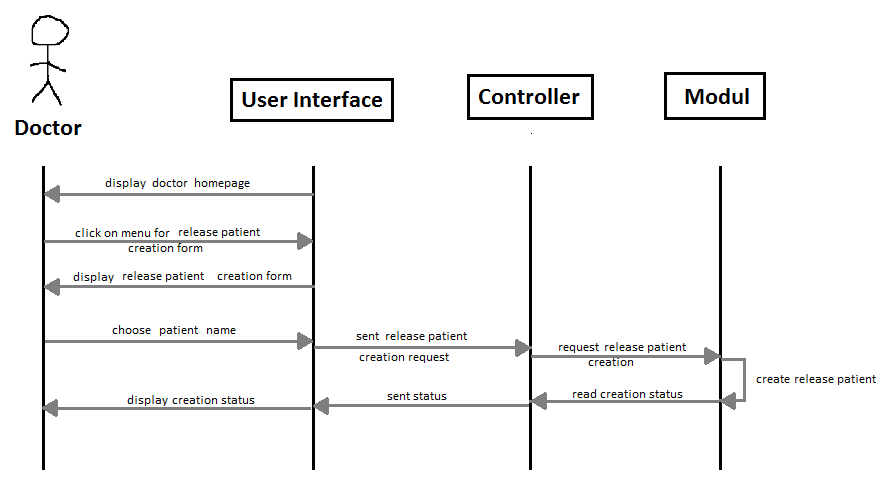 Doctor
User Interface
Controller
Modul
display doctor homepage
click on menu for release patient
creation form
display release patient creation form
choose patient name
sent release patient
creation request
request release patient
creation
create release patient
read creation status
sent status
display creation status